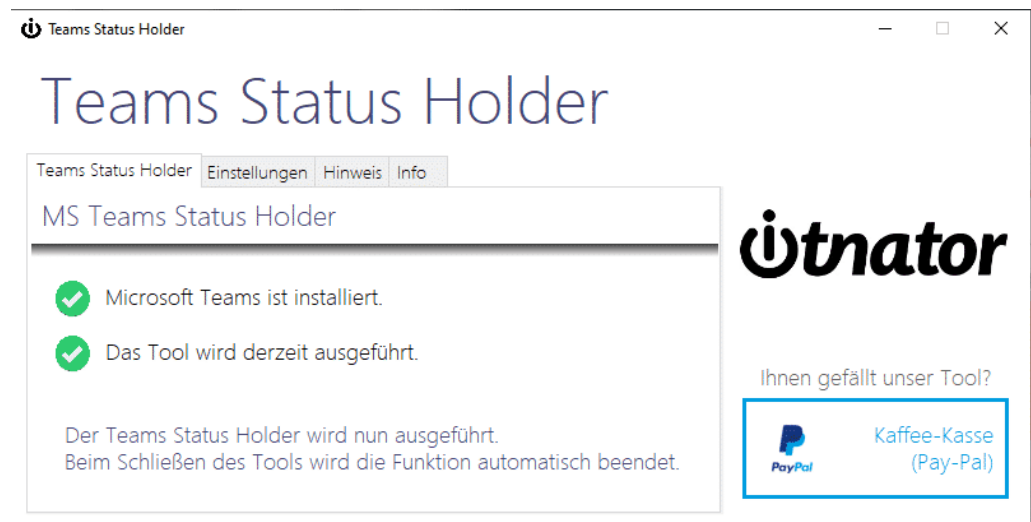 Teams Status Holder
Teams Status Holder
Teams Status Holder Einstellungen Hinweis Info
MS Teams Status Holder
itnator
Microsoft Teams ist installiert.
Das Tool wird derzeit ausgeführt.
Ihnen gefällt unser Tool?
Der Teams Status Holder wird nun ausgeführt.
Beim Schließen des Tools wird die Funktion automatisch beendet.
PayPal
Kaffee-Kasse
(Pay-Pal)